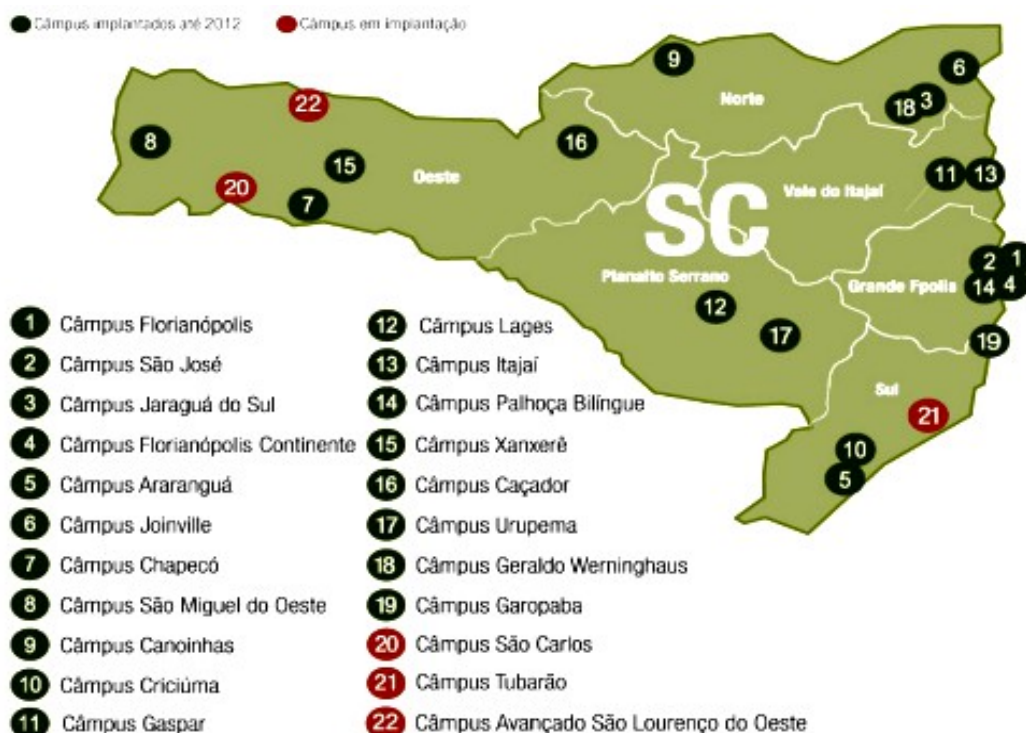 Câmpus implantados até 2012
Câmpus em implantação
9
6
Norte
3
18
22
16
8
15
Oeste
11
13
Vale do Itajaí
20
7
SC
2
1
Planalto Serrano
Grande Fpolis
14
4
12
17
19
Sul
21
10
5
1 Câmpus Florianópolis
2 Câmpus São José
3 Câmpus Jaraguá do Sul
4 Câmpus Florianópolis Continente
5 Câmpus Araranguá
6 Câmpus Joinville
7 Câmpus Chapecó
8 Câmpus São Miguel do Oeste
9 Câmpus Canoinhas
10 Câmpus Criciúma
11 Câmpus Gaspar
12 Câmpus Lages
13 Câmpus Itajaí
14 Câmpus Palhoça Bilíngue
15 Câmpus Xanxerê
16 Câmpus Caçador
17 Câmpus Urupema
18 Câmpus Geraldo Werninghaus
19 Câmpus Garopaba
20 Câmpus São Carlos
21 Câmpus Tubarão
22 Câmpus Avançado São Lourenço do Oeste